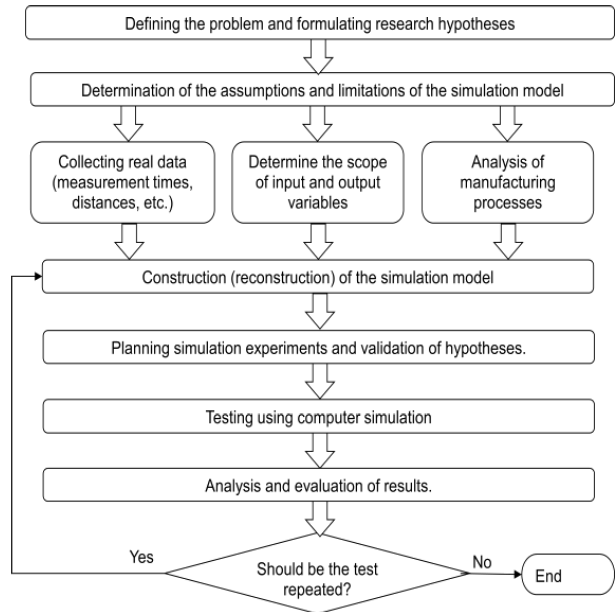 Defining the problem and formulating research hypotheses
Determination of the assumptions and limitations of the simulation model
Collecting real data
(measurement times,
distances, etc.)
Determine the scope
of input and output
variables
Analysis of
manufacturing
processes
Construction (reconstruction) of the simulation model
Planning simulation experiments and validation of hypotheses.
Testing using computer simulation
Analysis and evaluation of results.
Yes
Should be the test
repeated?
No
End